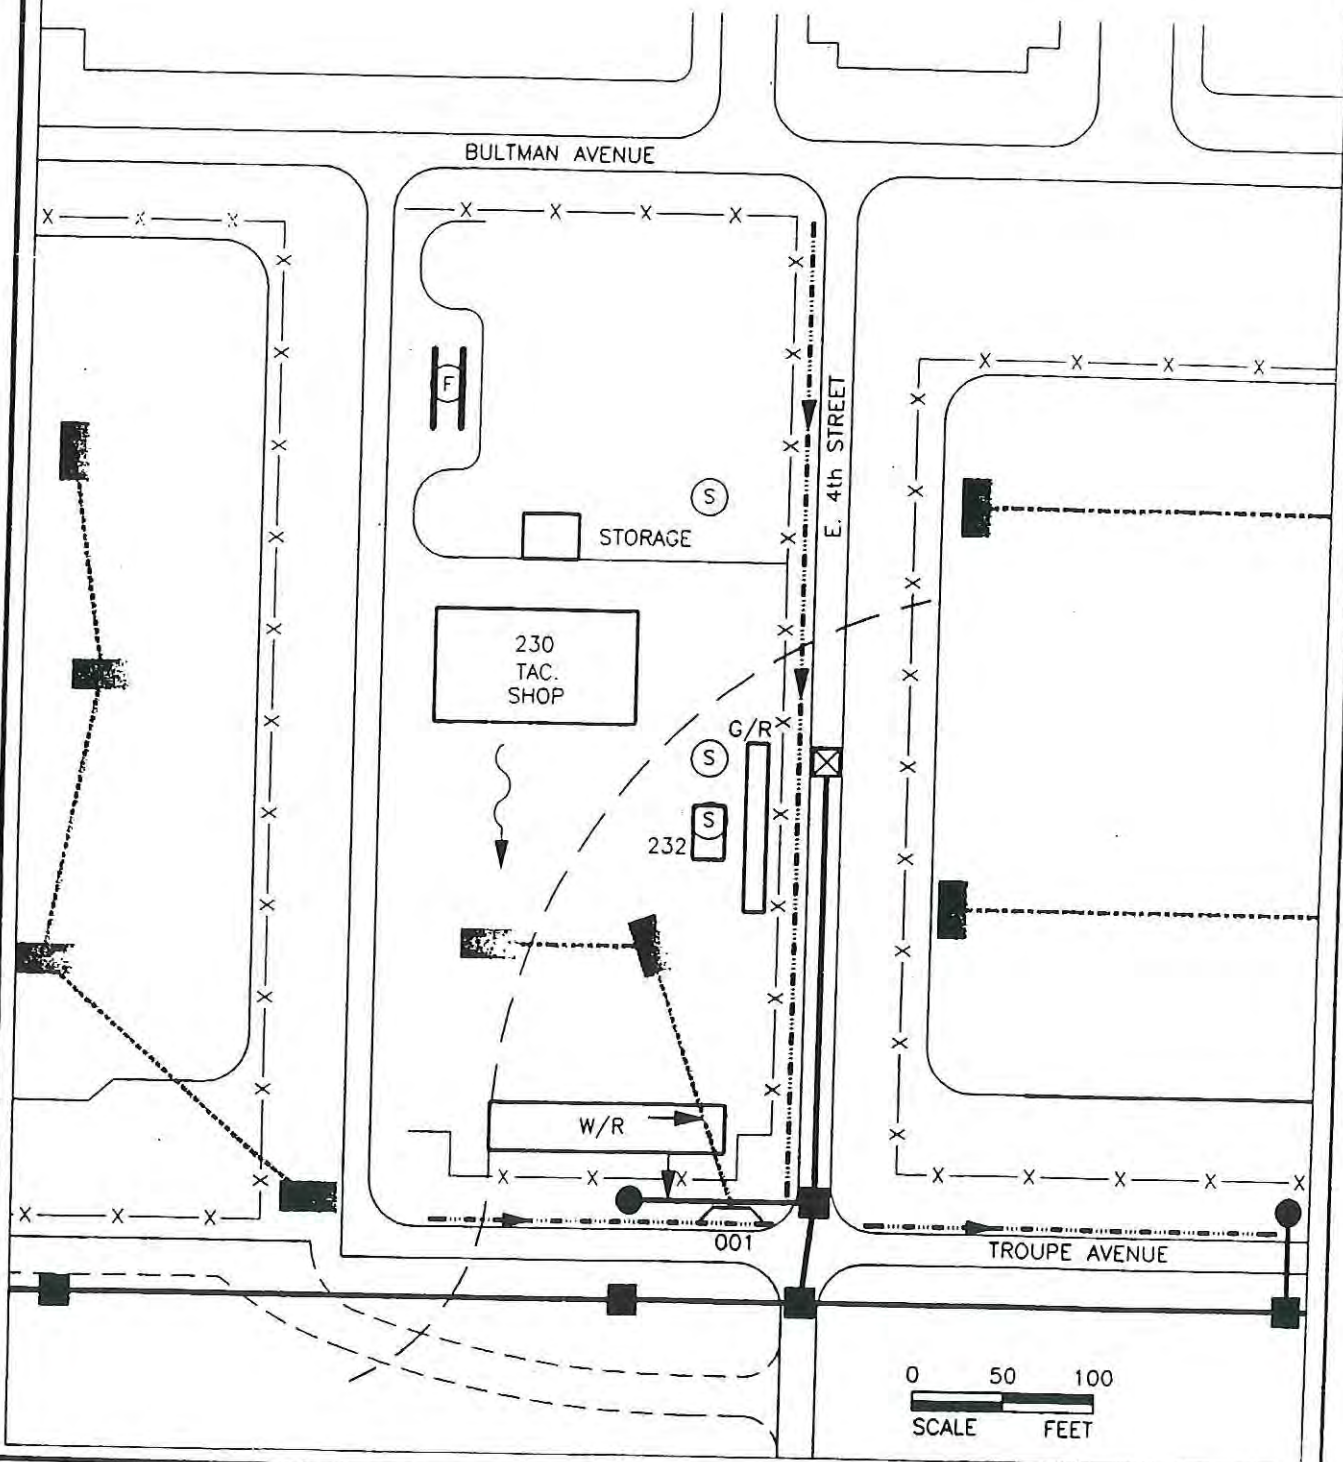 BULTMAN AVENUE
F
E. 4th STREET
S
STORAGE
230
TAC.
SHOP
G/R
S
S
232
W/R
001
TROUPE AVENUE
0 50 100
SCALE FEET